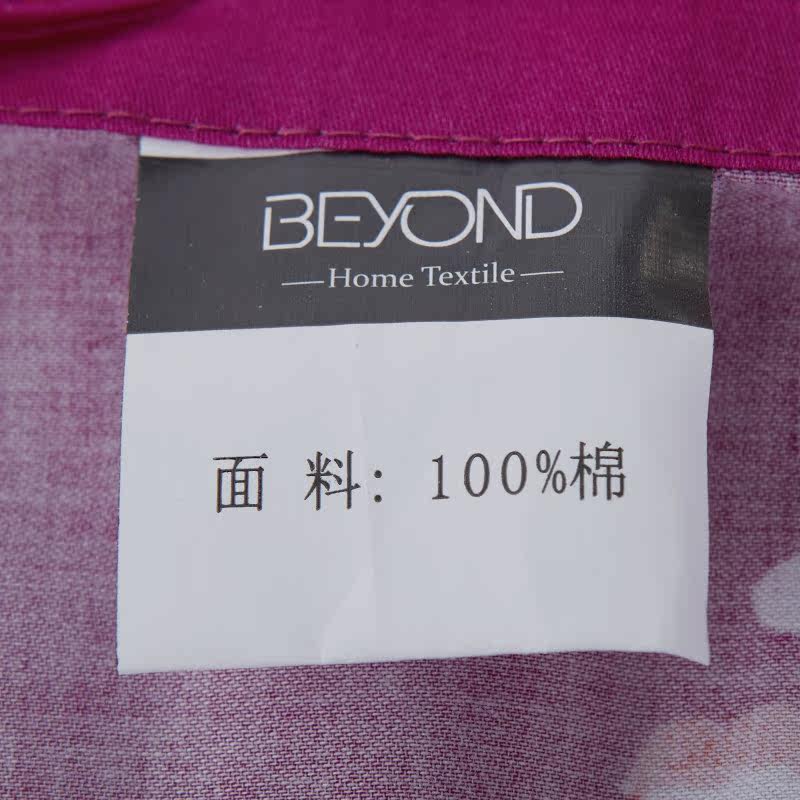 BEYOND
Home Textile
面 料：100%棉